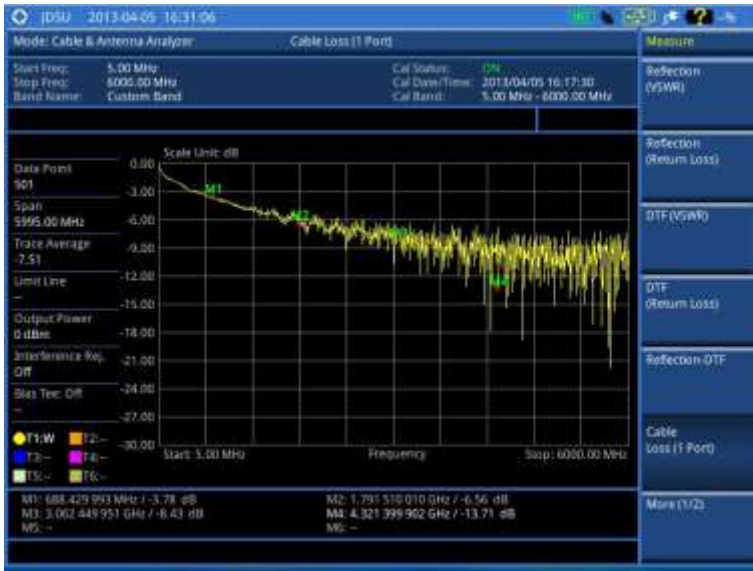 JDSU 2013-04-05 16:31:06
INT
Mode: Cable & Antenna Analyzer Cable Loss (1 Port)
Measure
Start Freq: 5.00 MHz
Stop Freq: 6000.00 MHz
Band Name: Custom Band
Cal Status: ON
Cal Date/Time: 2013/04/05 16:17:30
Cal Band: 5.00 MHz - 6000.00 MHz
Reflection
(VSWR)
Reflection
(Return Loss)
DTF (VSWR)
DTF
(Return Loss)
Reflection-DTF
Cable
Loss (1 Port)
More (1/2)
Data Point
501
Span
5995.00 MHz
Trace Average
-7.51
Limit Line
--
Output Power
0 dBm
Interference Rej.
Off
Bias Tee: Off
--
T1:W T2:--
T3:-- T4:--
T5:-- T6:--
Scale Unit: dB
0.00
-3.00
-6.00
-9.00
-12.00
-15.00
-18.00
-21.00
-24.00
-27.00
-30.00
M1
M2
M3
M4
Start: 5.00 MHz Frequency Stop: 6000.00 MHz
M1: 688.429 993 MHz / -3.78 dB M2: 1.791 510 010 GHz / -6.56 dB
M3: 3.062 449 951 GHz / -8.43 dB M4: 4.321 399 902 GHz / -13.71 dB
M5: -- M6: --